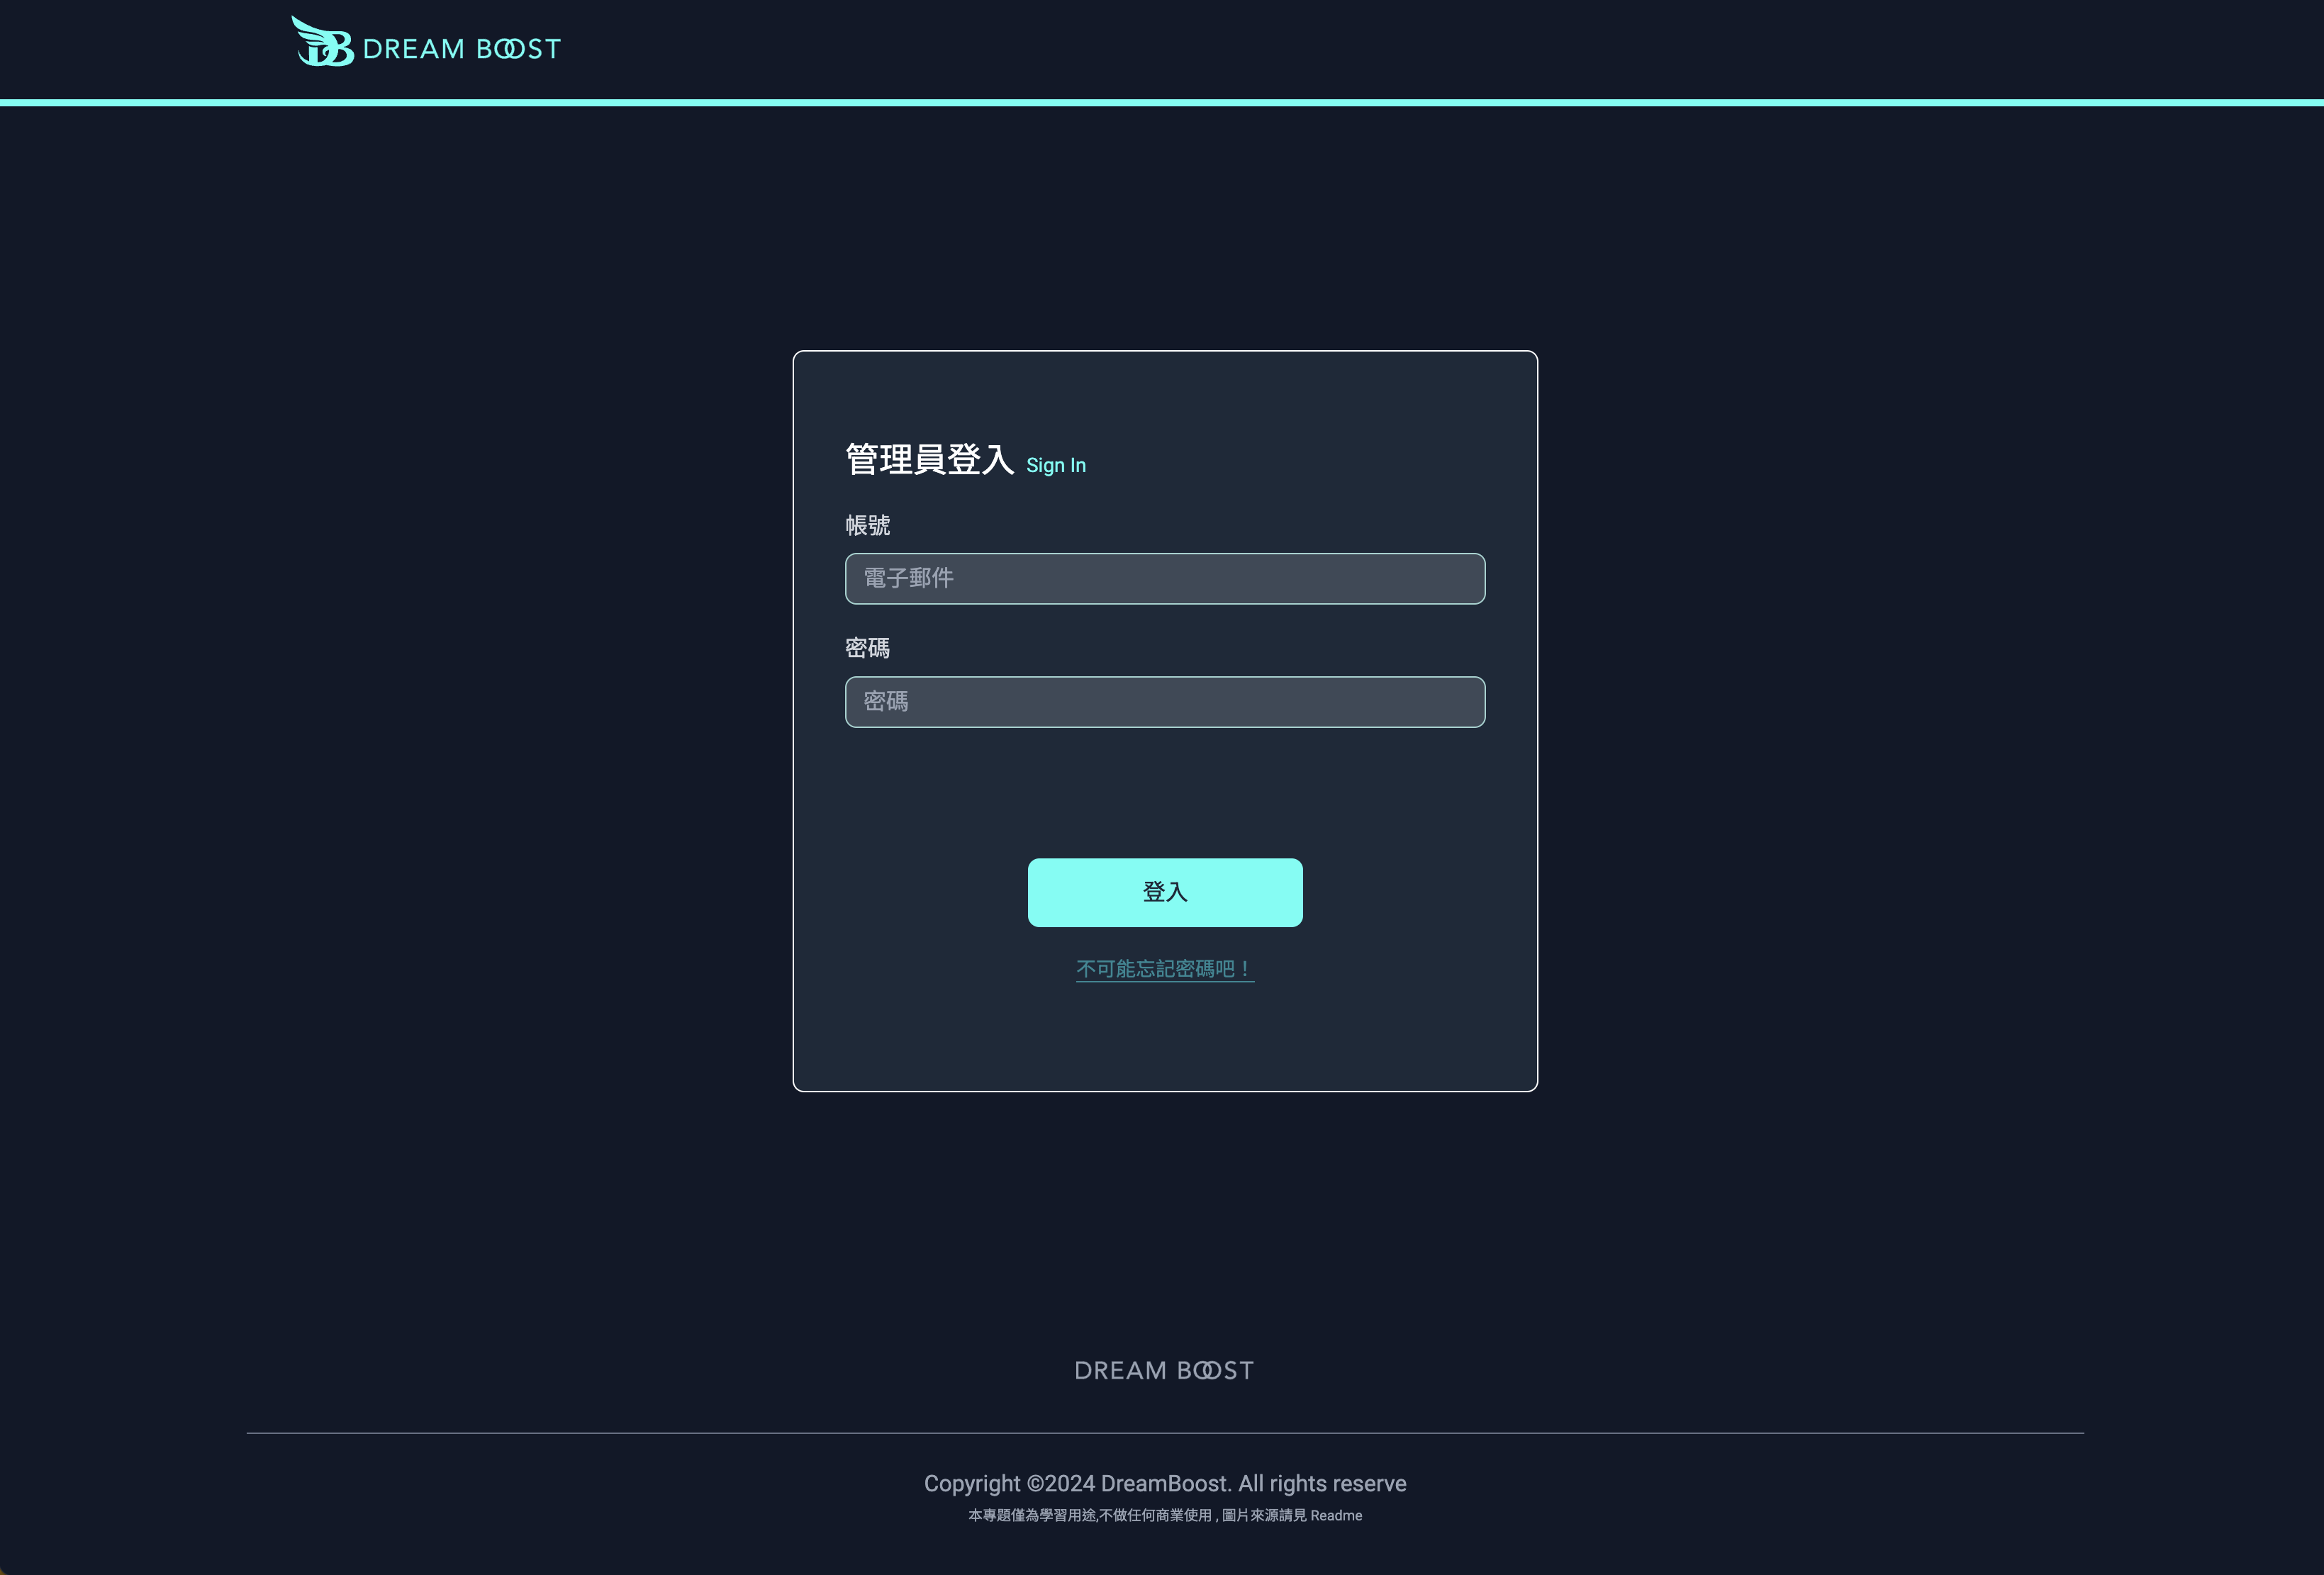 DREAM BOOST
管理員登入 Sign In
帳號
電子郵件
密碼
密碼
登入
不可能忘記密碼吧！
DREAM BOOST
Copyright ©2024 DreamBoost. All rights reserve
本專題僅為學習用途,不做任何商業使用 , 圖片來源請見 Readme